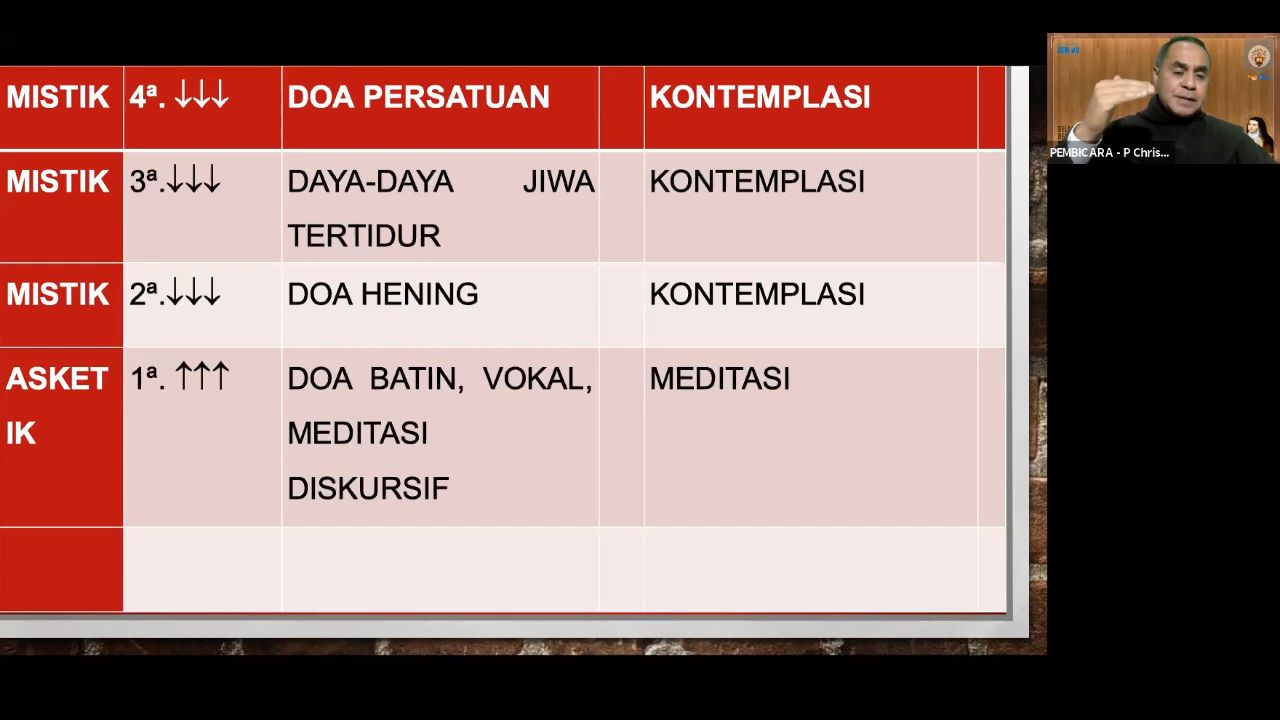 MISTIK 4ª. ↓↓↓ DOA PERSATUAN KONTEMPLASI
MISTIK 3ª.↓↓↓ DAYA-DAYA JIWA KONTEMPLASI
TERTIDUR
MISTIK 2ª.↓↓↓ DOA HENING KONTEMPLASI
ASKET 1ª. ↑↑↑ DOA BATIN, VOKAL, MEDITASI
IK MEDITASI
DISKURSIF
PEMBICARA - P Chris...